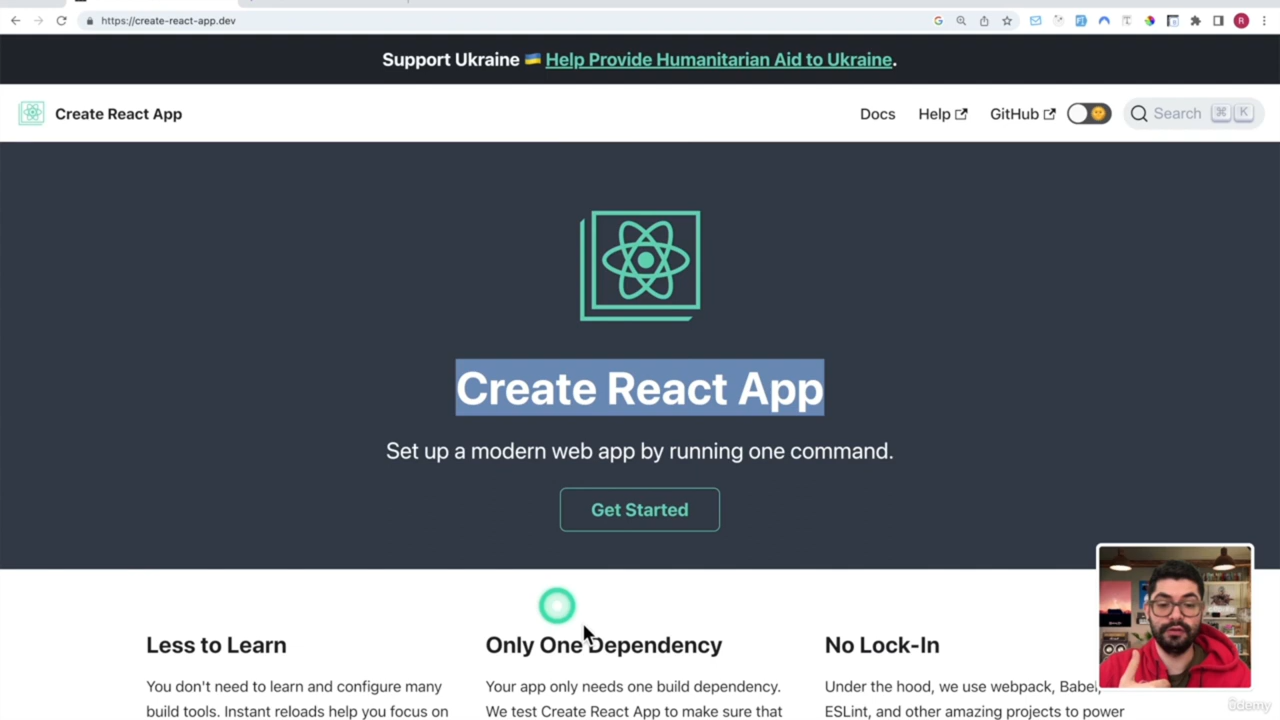 https://create-react-app.dev
Support Ukraine 🇺🇦 Help Provide Humanitarian Aid to Ukraine.
Create React App
Docs
Help
GitHub
Search ⌘ K
Create React App
Set up a modern web app by running one command.
Get Started
Less to Learn
You don't need to learn and configure many
build tools. Instant reloads help you focus on
Only One Dependency
Your app only needs one build dependency.
We test Create React App to make sure that
No Lock-In
Under the hood, we use webpack, Babel,
ESLint, and other amazing projects to power
ûdemy